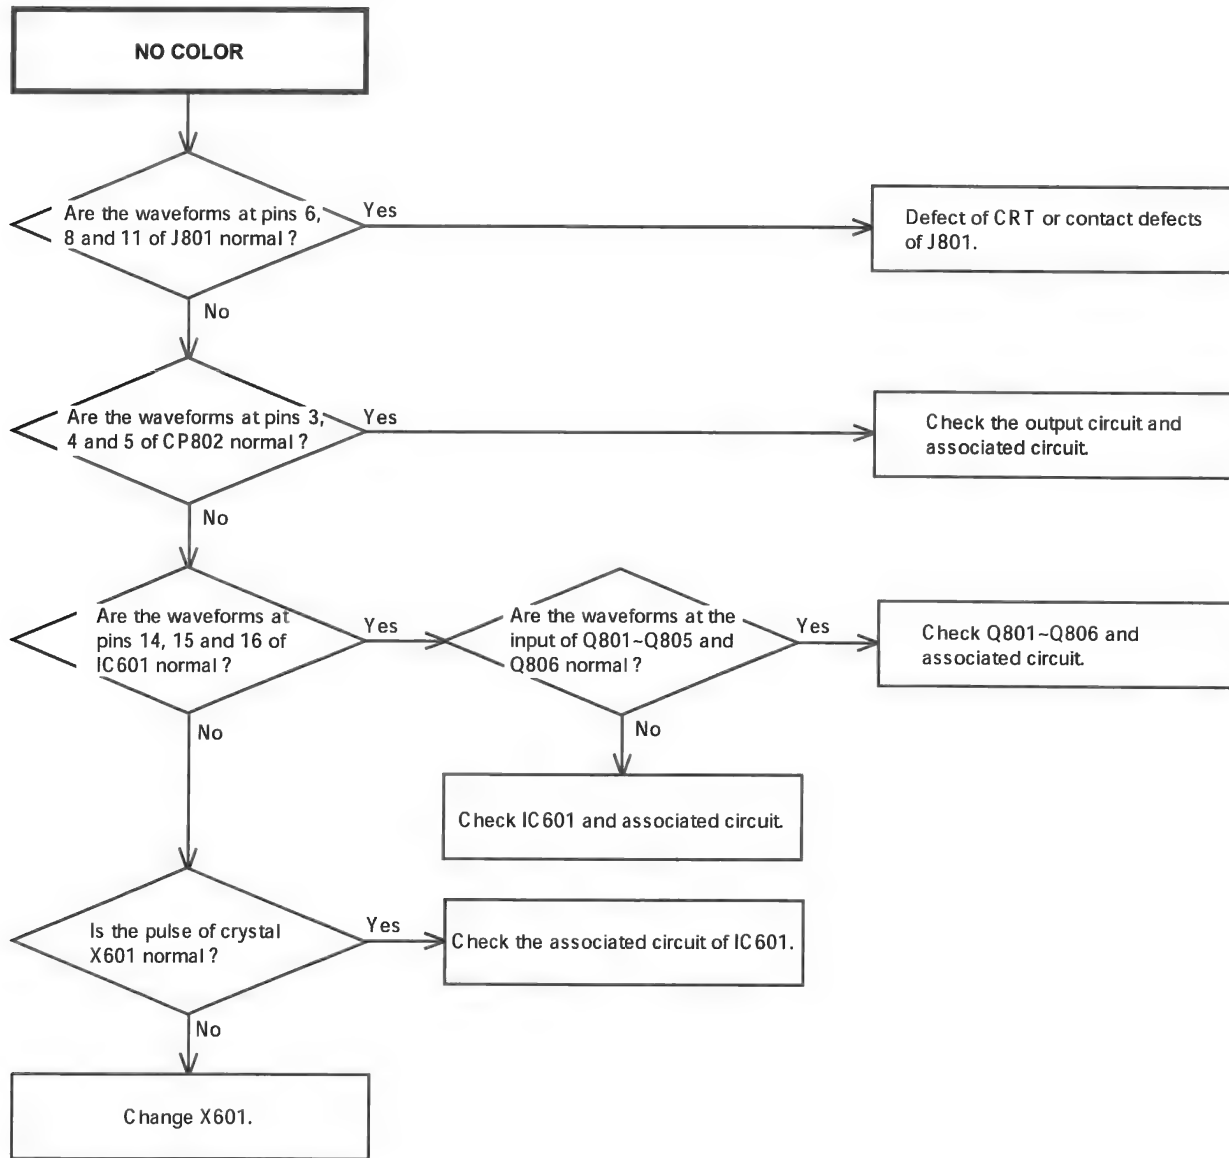 NO COLOR
Are the waveforms at pins 6,
8 and 11 of J801 normal ?
Yes
Defect of CRT or contact defects
of J801.
No
Are the waveforms at pins 3,
4 and 5 of CP802 normal ?
Yes
Check the output circuit and
associated circuit.
No
Are the waveforms at
pins 14, 15 and 16 of
IC601 normal ?
Yes
Are the waveforms at the
input of Q801~Q805 and
Q806 normal ?
Yes
Check Q801~Q806 and
associated circuit.
No
No
Check IC601 and associated circuit.
Is the pulse of crystal
X601 normal ?
Yes
Check the associated circuit of IC601.
No
Change X601.